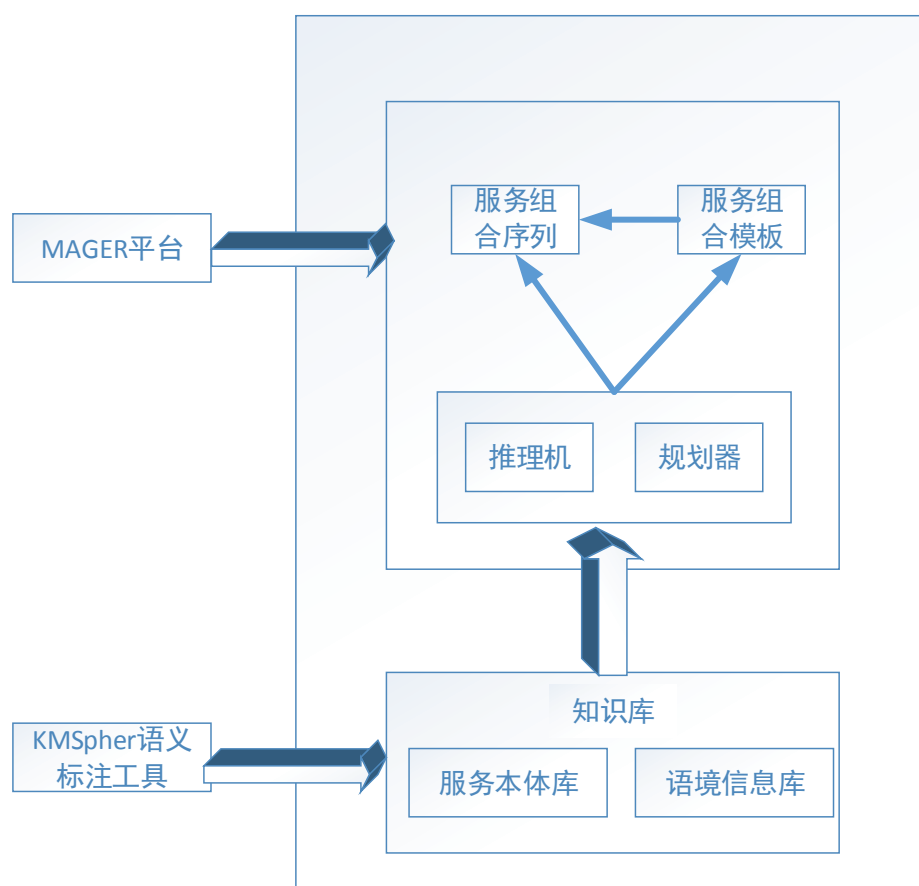 服务组
合序列
服务组
合模板
MAGER平台
推理机
规划器
知识库
KMSpher语义
标注工具
服务本体库
语境信息库